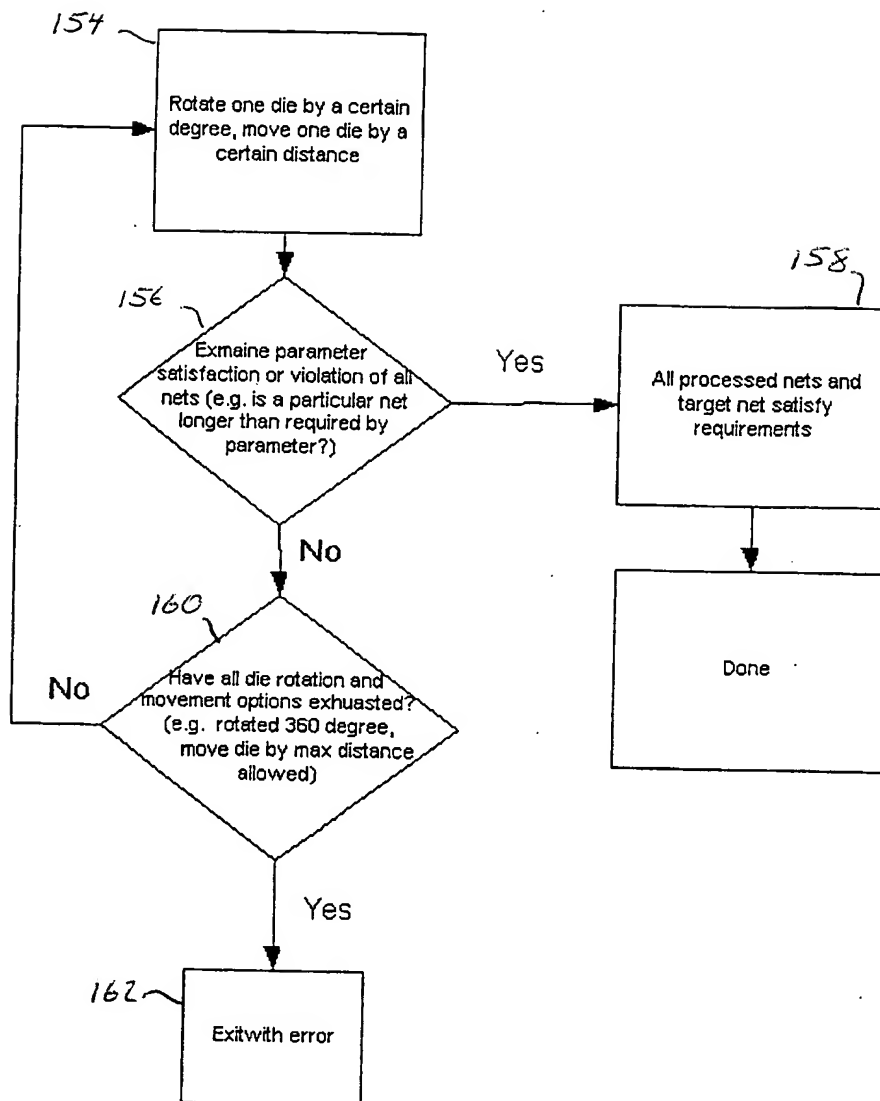 154
Rotate one die by a certain
degree, move one die by a
certain distance
156
Exmaine parameter
satisfaction or violation of all
nets (e.g. is a particular net
longer than required by
parameter?)
Yes
158
All processed nets and
target net satisfy
requirements
No
160
Have all die rotation and
movement options exhuasted?
(e.g. rotated 360 degree,
move die by max distance
allowed)
No
Done
Yes
162
Exitwith error